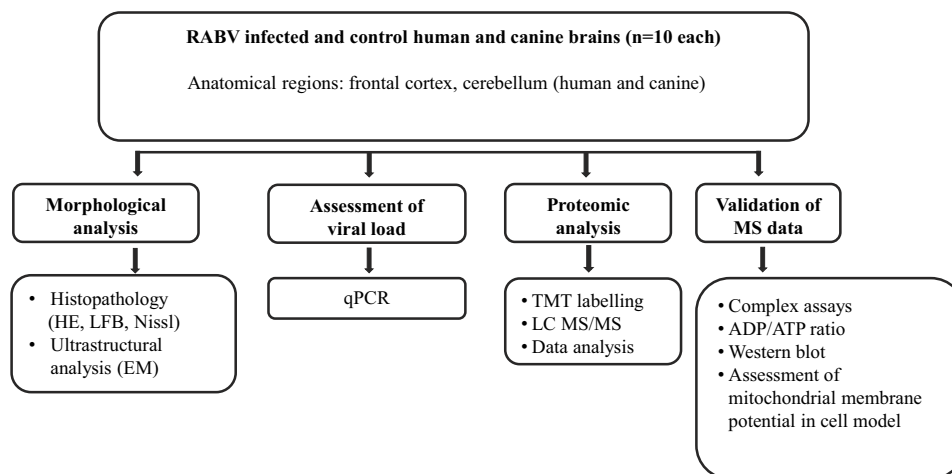 RABV infected and control human and canine brains (n=10 each)
Anatomical regions: frontal cortex, cerebellum (human and canine)
Morphological
analysis
Assessment of
viral load
Proteomic
analysis
Validation of
MS data
• Histopathology
(HE, LFB, Nissl)
• Ultrastructural
analysis (EM)
qPCR
• TMT labelling
• LC MS/MS
• Data analysis
• Complex assays
• ADP/ATP ratio
• Western blot
• Assessment of
mitochondrial membrane
potential in cell model